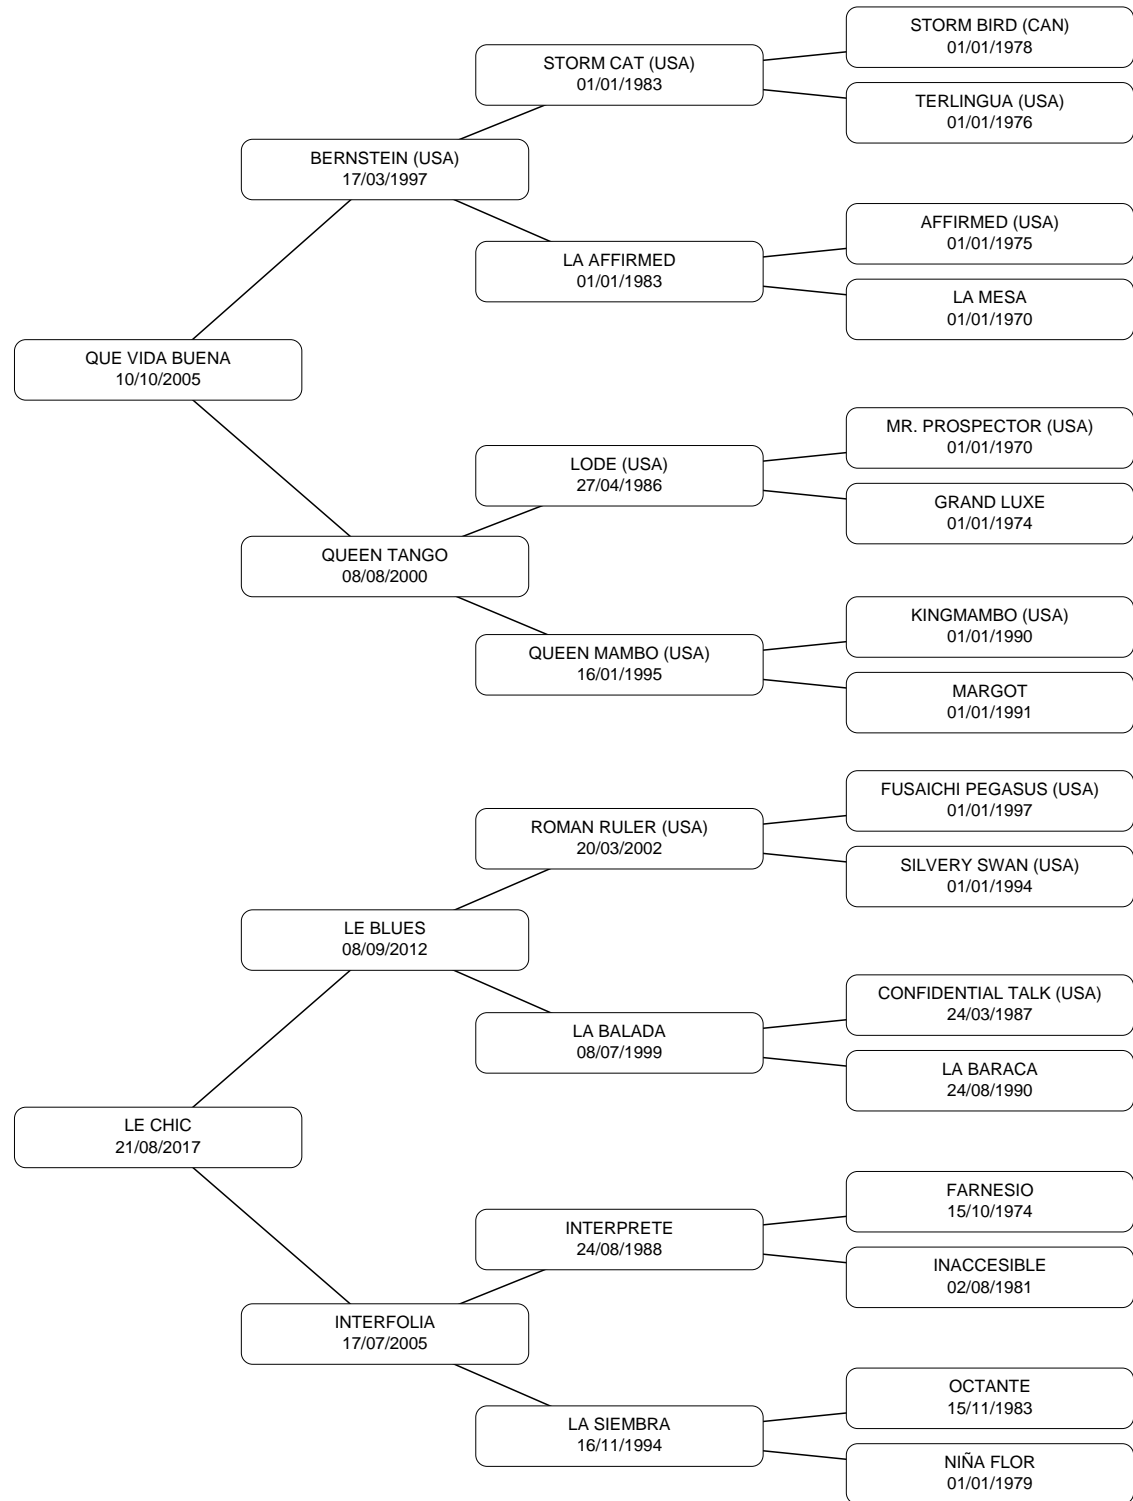 STORM BIRD (CAN)
01/01/1978
STORM CAT (USA)
01/01/1983
TERLINGUA (USA)
01/01/1976
BERNSTEIN (USA)
17/03/1997
AFFIRMED (USA)
01/01/1975
LA AFFIRMED
01/01/1983
LA MESA
01/01/1970
QUE VIDA BUENA
10/10/2005
MR. PROSPECTOR (USA)
01/01/1970
LODE (USA)
27/04/1986
GRAND LUXE
01/01/1974
QUEEN TANGO
08/08/2000
KINGMAMBO (USA)
01/01/1990
QUEEN MAMBO (USA)
16/01/1995
MARGOT
01/01/1991
FUSAICHI PEGASUS (USA)
01/01/1997
ROMAN RULER (USA)
20/03/2002
SILVERY SWAN (USA)
01/01/1994
LE BLUES
08/09/2012
CONFIDENTIAL TALK (USA)
24/03/1987
LA BALADA
08/07/1999
LA BARACA
24/08/1990
LE CHIC
21/08/2017
FARNESIO
15/10/1974
INTERPRETE
24/08/1988
INACCESIBLE
02/08/1981
INTERFOLIA
17/07/2005
OCTANTE
15/11/1983
LA SIEMBRA
16/11/1994
NIÑA FLOR
01/01/1979